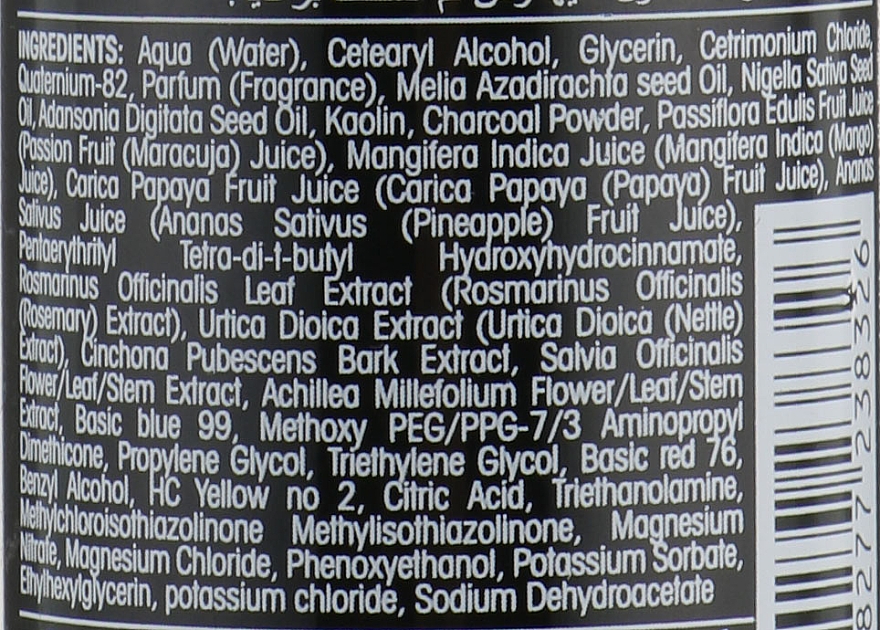 INGREDIENTS: Aqua (Water), Cetearyl Alcohol, Glycerin, Cetrimonium Chloride,
Quaternium-82, Parfum (Fragrance), Melia Azadirachta seed Oil, Nigella Sativa Seed
Oil, Adansonia Digitata Seed Oil, Kaolin, Charcoal Powder, Passiflora Edulis Fruit Juice
(Passion Fruit (Maracuja) Juice), Mangifera Indica Juice (Mangifera Indica (Mango)
Juice), Carica Papaya Fruit Juice (Carica Papaya (Papaya) Fruit Juice), Ananas
Sativus Juice (Ananas Sativus (Pineapple) Fruit Juice),
Pentaerythrityl Tetra-di-t-butyl Hydroxyhydrocinnamate,
Rosmarinus Officinalis Leaf Extract (Rosmarinus Officinalis
(Rosemary) Extract), Urtica Dioica Extract (Urtica Dioica (Nettle)
Extract), Cinchona Pubescens Bark Extract, Salvia Officinalis
Flower/Leaf/Stem Extract, Achillea Millefolium Flower/Leaf/Stem
Extract, Basic blue 99, Methoxy PEG/PPG-7/3 Aminopropyl
Dimethicone, Propylene Glycol, Triethylene Glycol, Basic red 76,
Benzyl Alcohol, HC Yellow no 2, Citric Acid, Triethanolamine,
Methylchloroisothiazolinone Methylisothiazolinone, Magnesium
Nitrate, Magnesium Chloride, Phenoxyethanol, Potassium Sorbate,
Ethylhexylglycerin, potassium chloride, Sodium Dehydroacetate
8277 238326